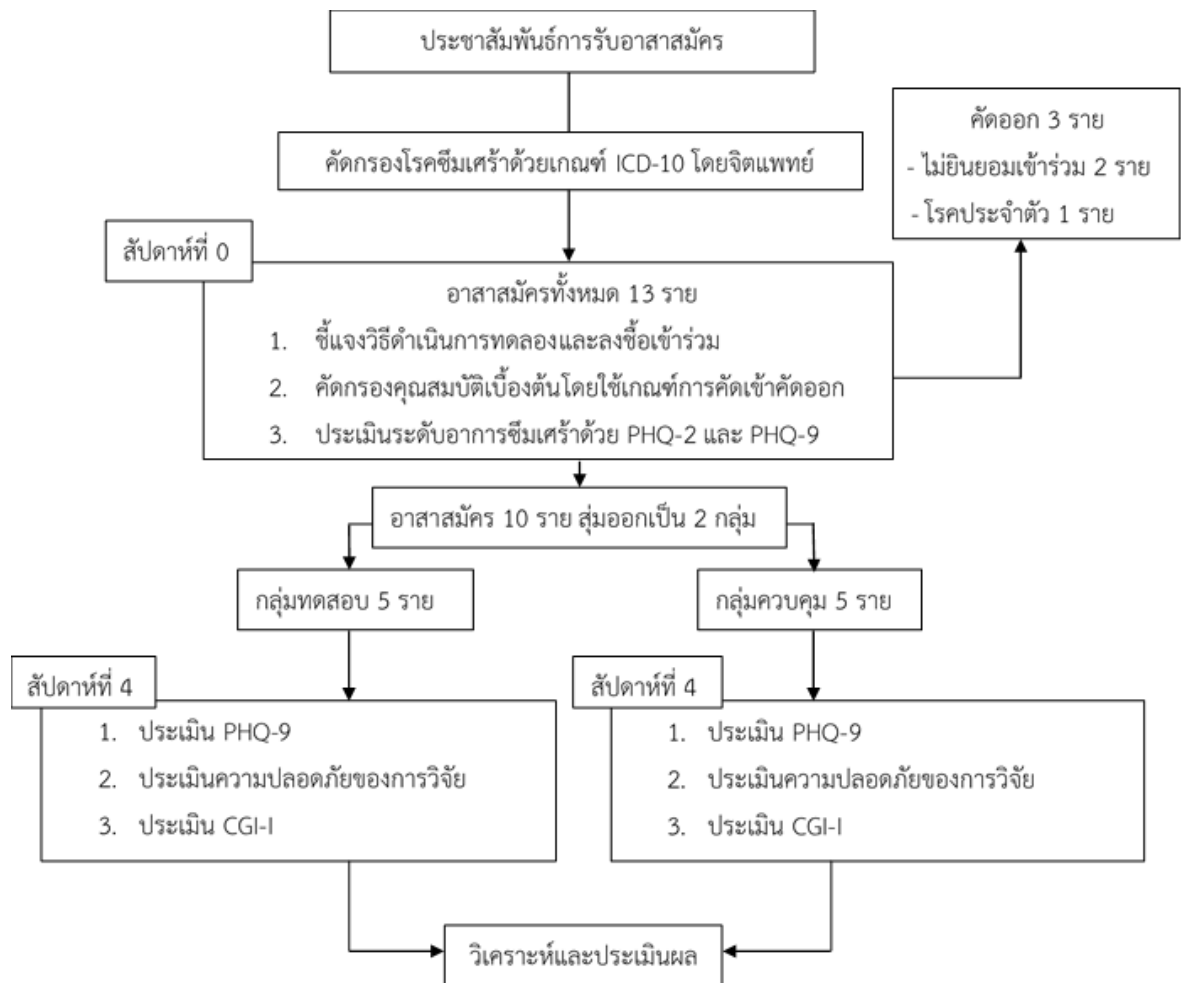 ประชาสัมพันธ์การรับอาสาสมัคร
คัดกรองโรคซึมเศร้าด้วยเกณฑ์ ICD-10 โดยจิตแพทย์
คัดออก 3 ราย
- ไม่ยินยอมเข้าร่วม 2 ราย
- โรคประจำตัว 1 ราย
สัปดาห์ที่ 0
อาสาสมัครทั้งหมด 13 ราย
1. ชี้แจงวิธีดำเนินการทดลองและลงชื้อเข้าร่วม
2. คัดกรองคุณสมบัติเบื้องต้นโดยใช้เกณฑ์การคัดเข้าคัดออก
3. ประเมินระดับอาการซึมเศร้าด้วย PHQ-2 และ PHQ-9
อาสาสมัคร 10 ราย สุ่มออกเป็น 2 กลุ่ม
กลุ่มทดสอบ 5 ราย
กลุ่มควบคุม 5 ราย
สัปดาห์ที่ 4
1. ประเมิน PHQ-9
2. ประเมินความปลอดภัยของการวิจัย
3. ประเมิน CGI-I
สัปดาห์ที่ 4
1. ประเมิน PHQ-9
2. ประเมินความปลอดภัยของการวิจัย
3. ประเมิน CGI-I
วิเคราะห์และประเมินผล